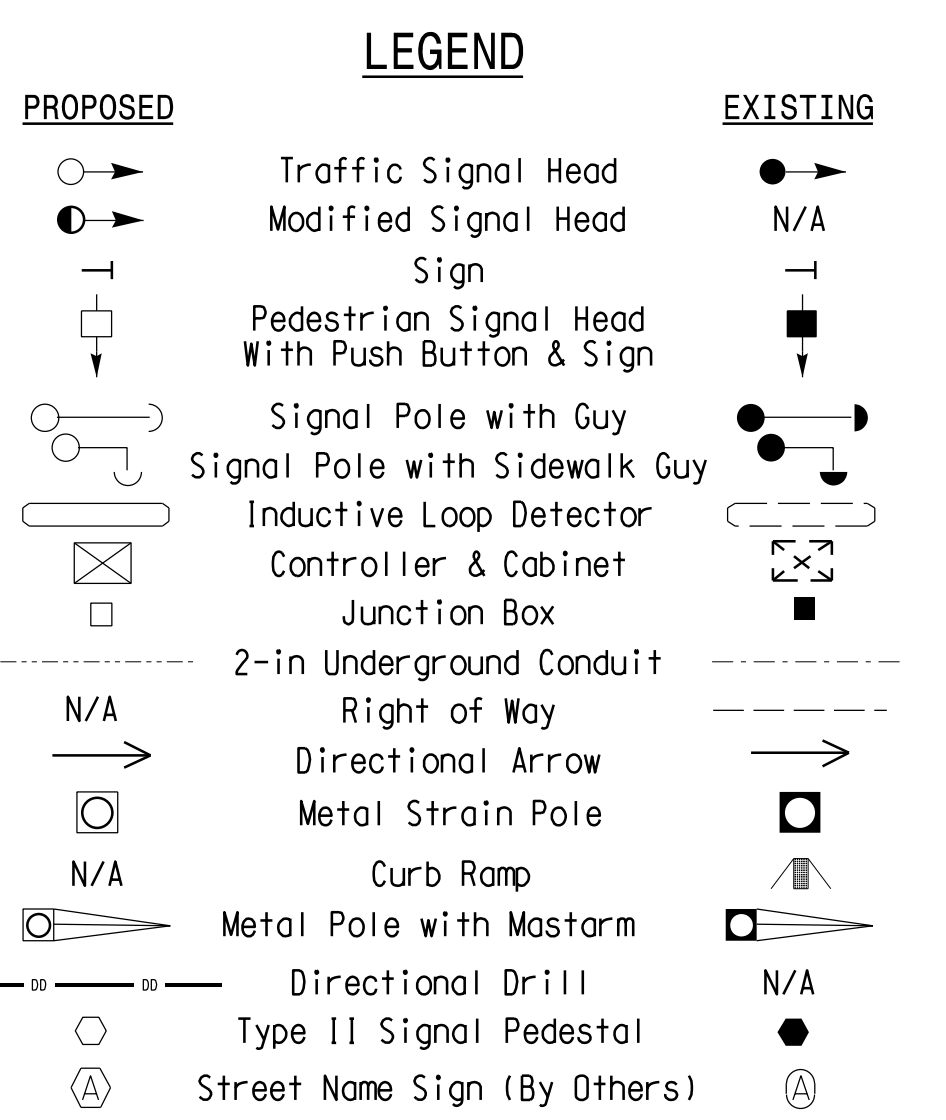 LEGEND
PROPOSED EXISTING
Traffic Signal Head
Modified Signal Head N/A
Sign
Pedestrian Signal Head
With Push Button & Sign
Signal Pole with Guy
Signal Pole with Sidewalk Guy
Inductive Loop Detector
Controller & Cabinet
Junction Box
2-in Underground Conduit
N/A Right of Way
Directional Arrow
Metal Strain Pole
N/A Curb Ramp
Metal Pole with Mastarm
DD DD Directional Drill N/A
Type II Signal Pedestal
A Street Name Sign (By Others) A